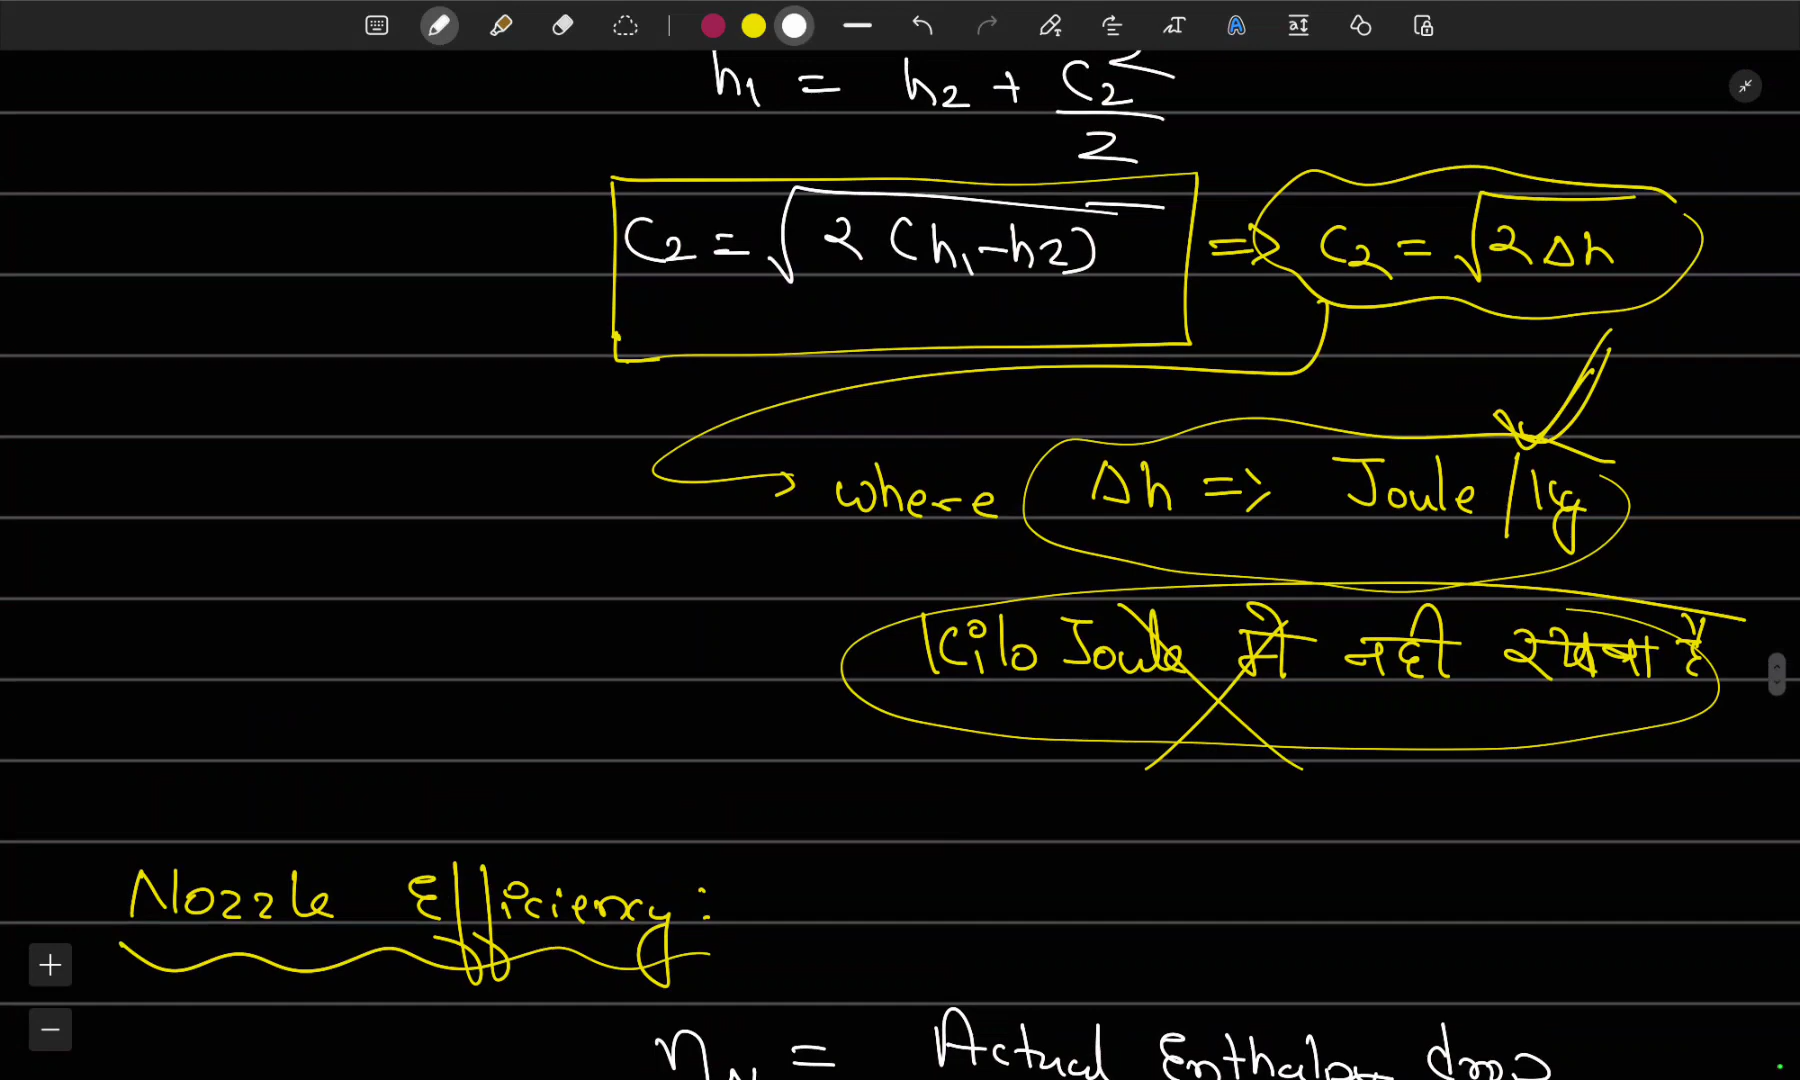 h₁ = h₂ + C₂² / 2
C₂ = √2 (h₁-h2) => C₂ = √2Δh
where Δh => Joule / kg
Kilo Joule में नही रखना है
Nozzle Efficiency:
η_N = Actual Enthalpy drop